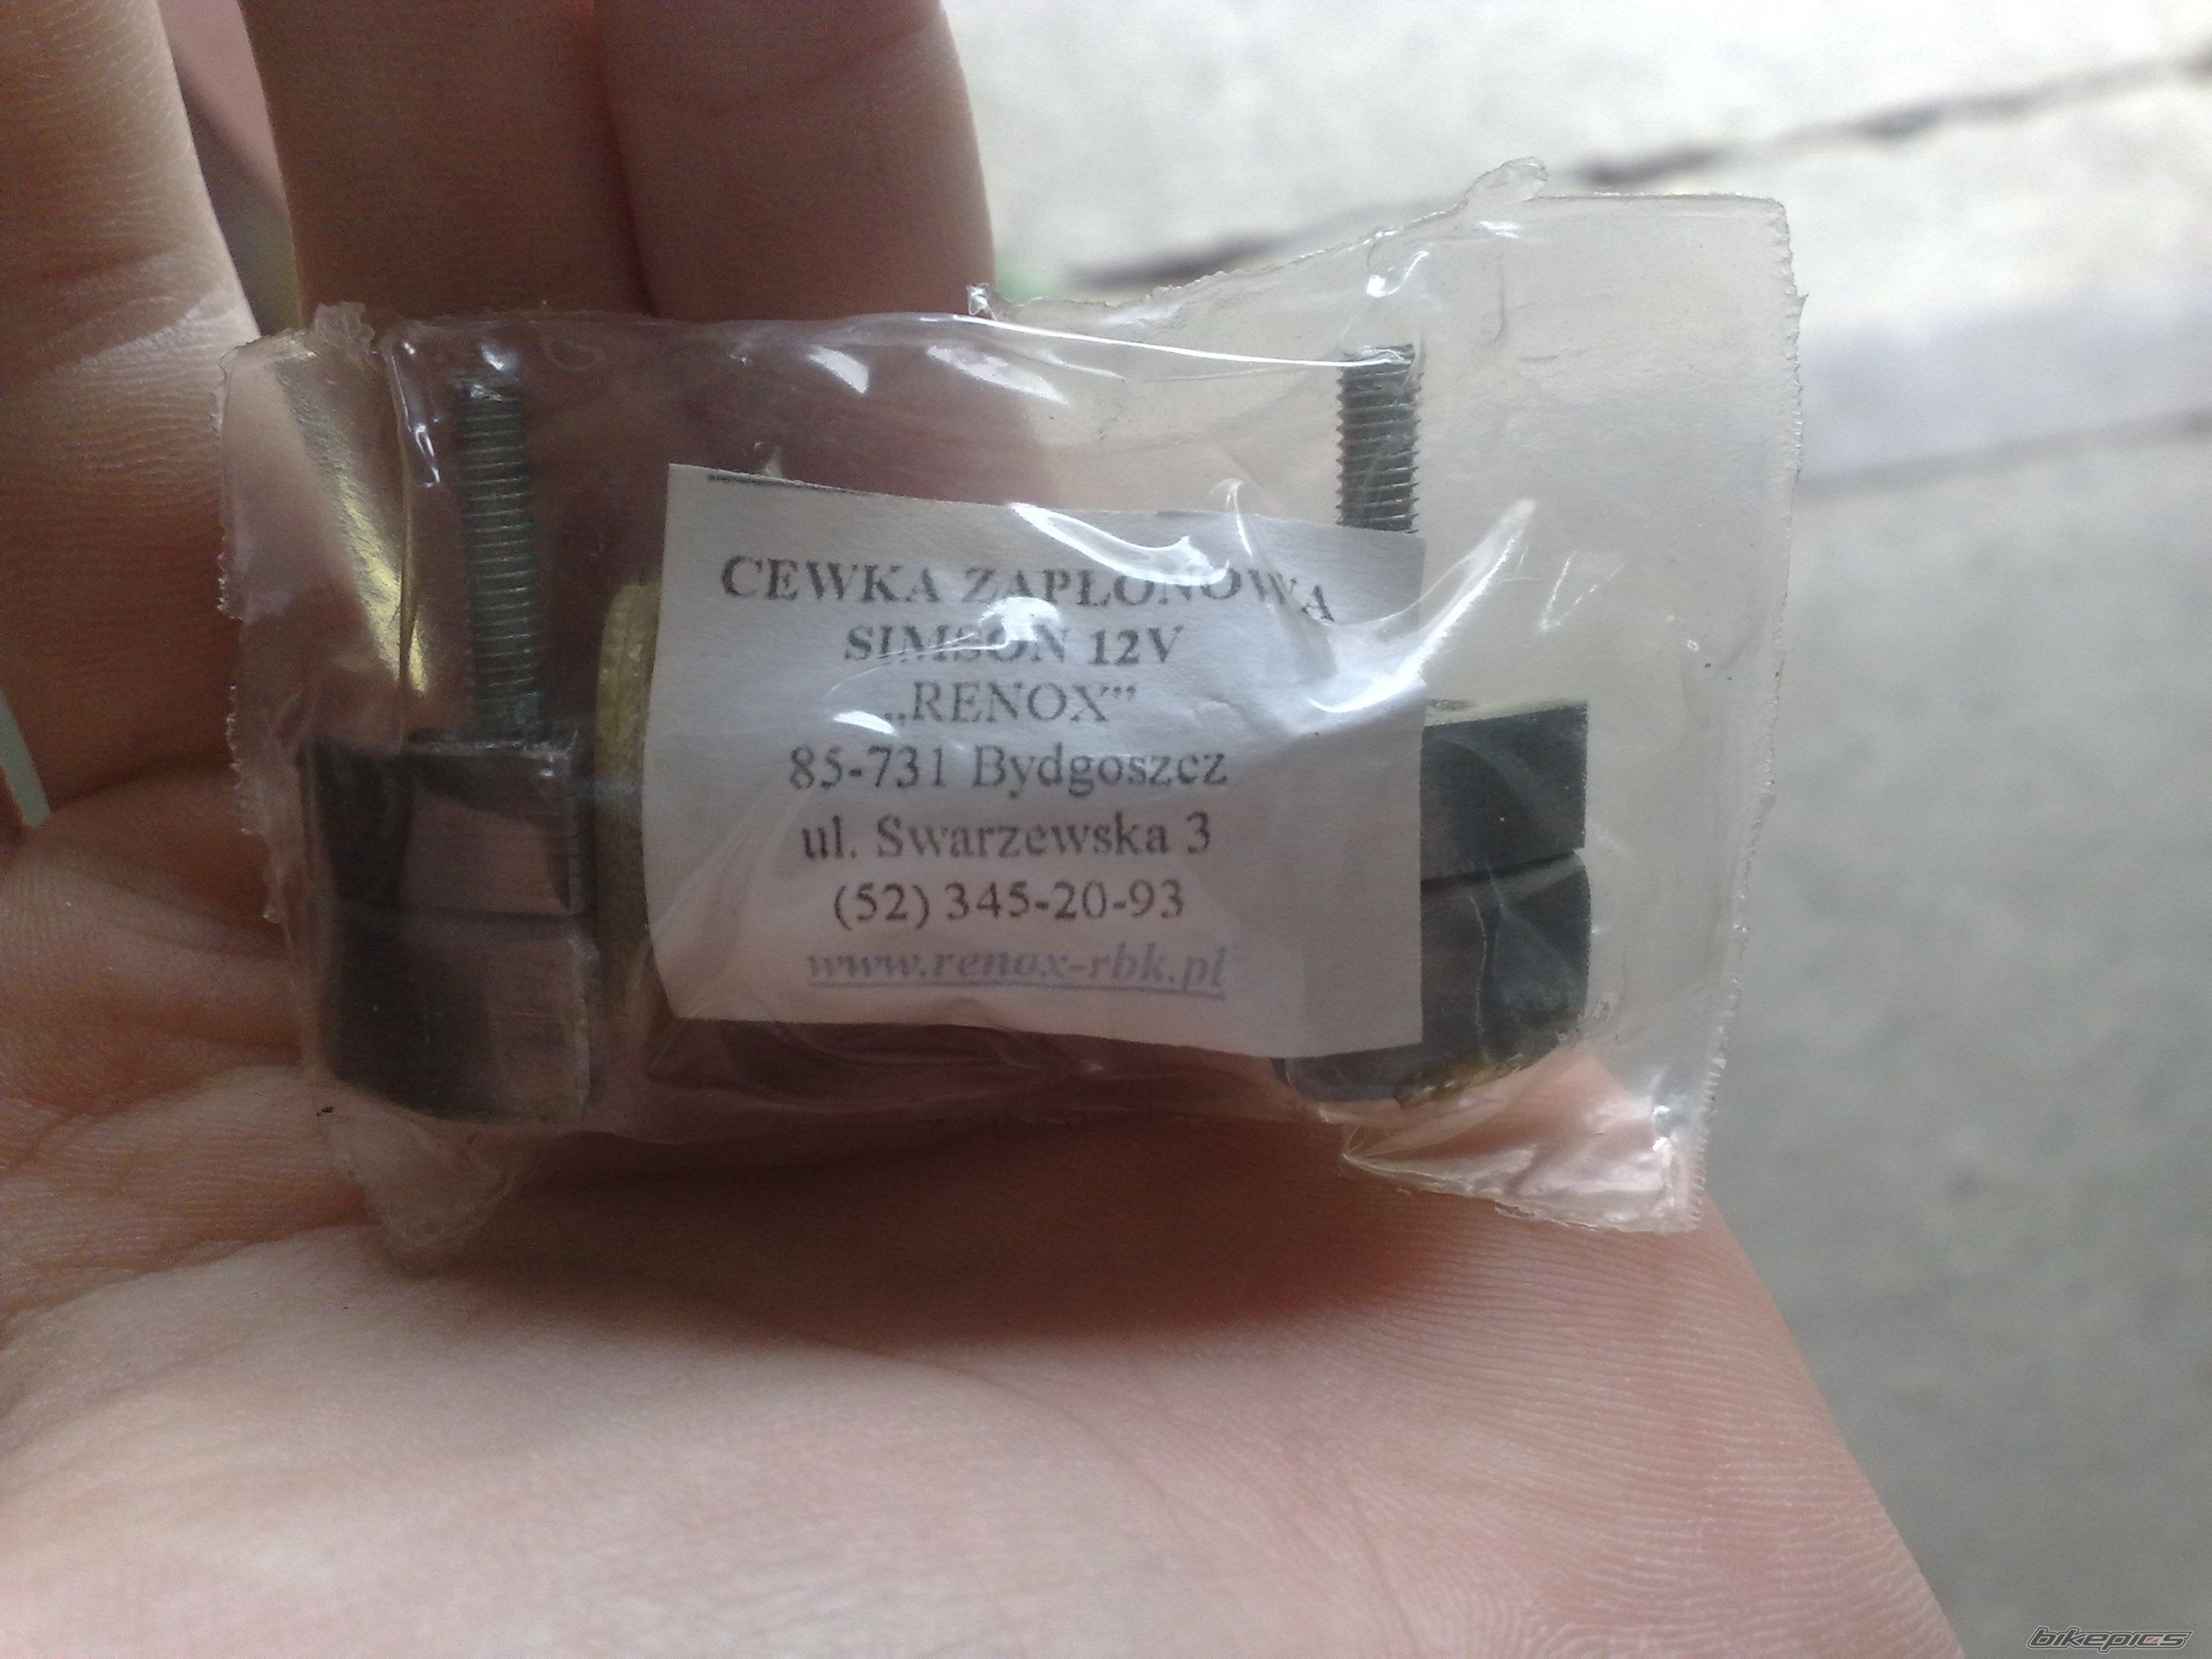 CEWKA ZAPŁONOWA
SIMSON 12V
„RENOX”
85-731 Bydgoszcz
ul. Swarzewska 3
(52) 345-20-93
www.renox-rbk.pl
bikepics